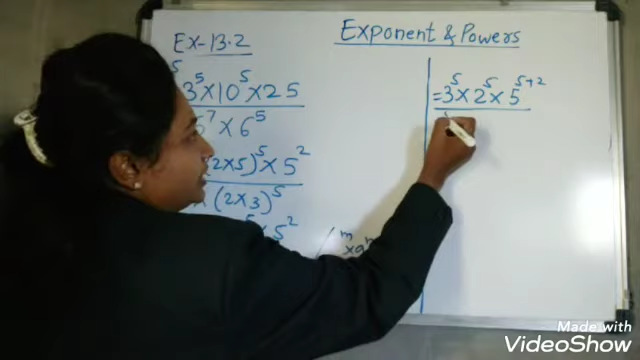 Exponent & Powers
Ex-13.2
3⁵ × 10⁵ × 25
5⁷ × 6⁵
(2×5)⁵ × 5²
× (2×3)⁵
× 5²
= 3⁵ × 2⁵ × 5⁵⁺²
Made with
VideoShow